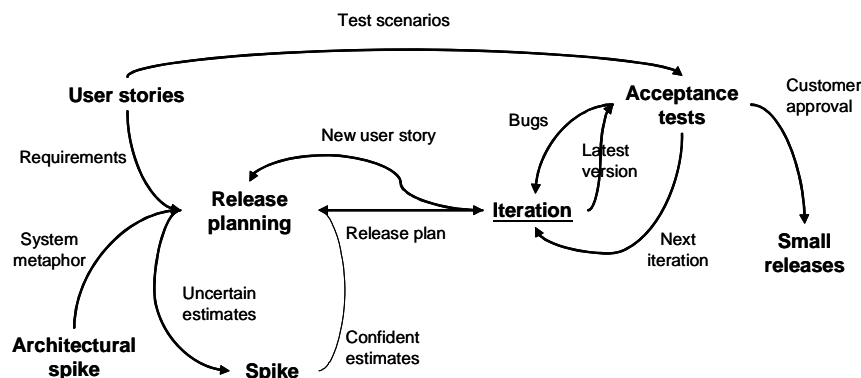 Test scenarios
User stories
Acceptance
tests
Customer
approval
Bugs
New user story
Requirements
Latest
version
Release
planning
Iteration
Release plan
System
metaphor
Next
iteration
Small
releases
Uncertain
estimates
Architectural
spike
Spike
Confident
estimates